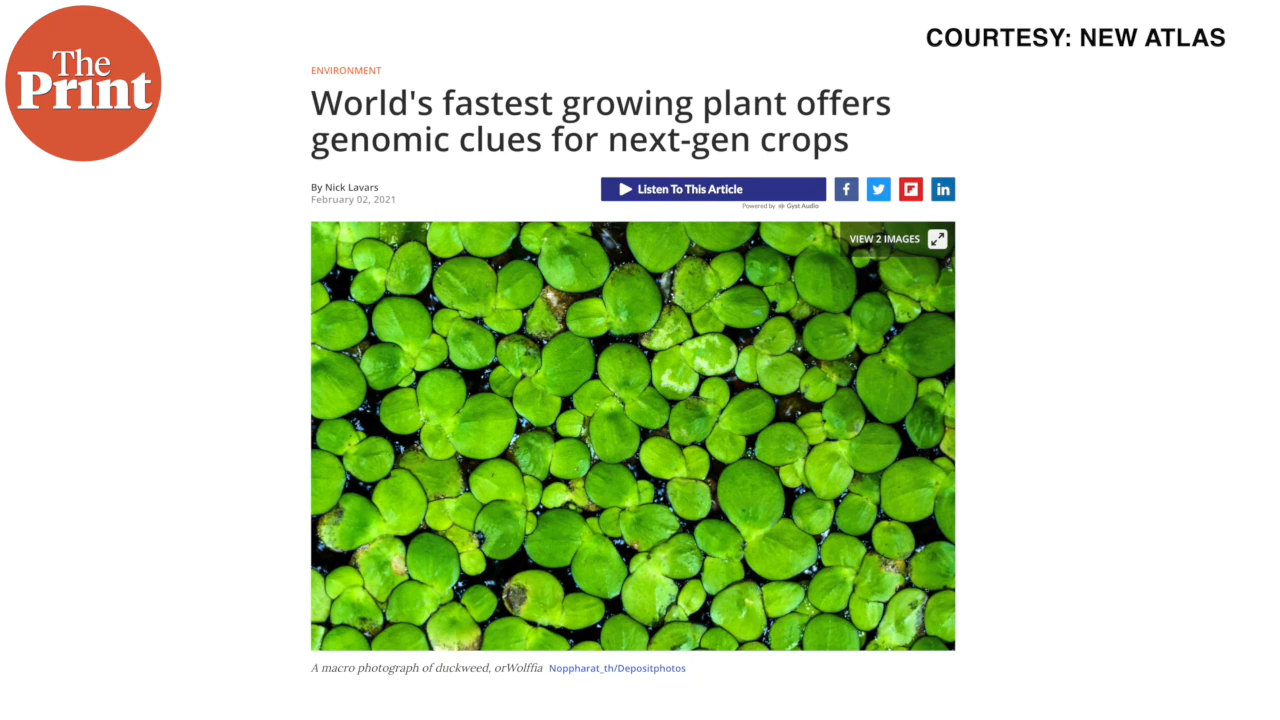 The
Print
COURTESY: NEW ATLAS
ENVIRONMENT
World's fastest growing plant offers
genomic clues for next-gen crops
By Nick Lavars
February 02, 2021
Listen To This Article
Powered by Gyst Audio
f
in
VIEW 2 IMAGES
A macro photograph of duckweed, orWolffia Noppharat_th/Depositphotos